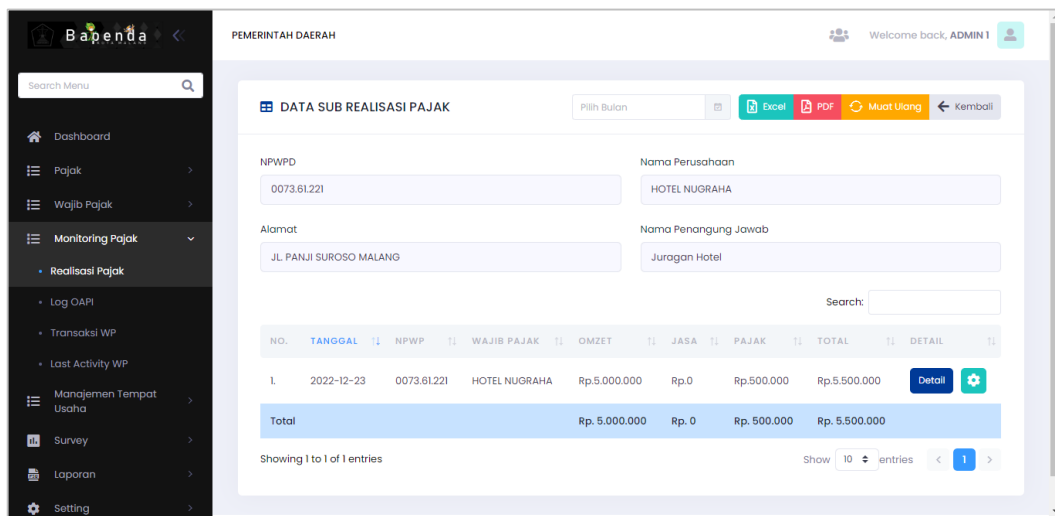 Bapenda
KOTA MALANG
PEMERINTAH DAERAH
Welcome back, ADMIN 1
Search Menu
Dashboard
Pajak
Wajib Pajak
Monitoring Pajak
Realisasi Pajak
Log OAPI
Transaksi WP
Last Activity WP
Manajemen Tempat
Usaha
Survey
Laporan
Setting
DATA SUB REALISASI PAJAK
Pilih Bulan
Excel
PDF
Muat Ulang
Kembali
NPWPD
Nama Perusahaan
0073.61.221
HOTEL NUGRAHA
Alamat
Nama Penangung Jawab
JL. PANJI SUROSO MALANG
Juragan Hotel
Search:
NO. TANGGAL NPWP WAJIB PAJAK OMZET JASA PAJAK TOTAL DETAIL
1. 2022-12-23 0073.61.221 HOTEL NUGRAHA Rp.5.000.000 Rp.0 Rp.500.000 Rp.5.500.000 Detail
Total Rp. 5.000.000 Rp. 0 Rp. 500.000 Rp. 5.500.000
Showing 1 to 1 of 1 entries
Show 10 entries
1